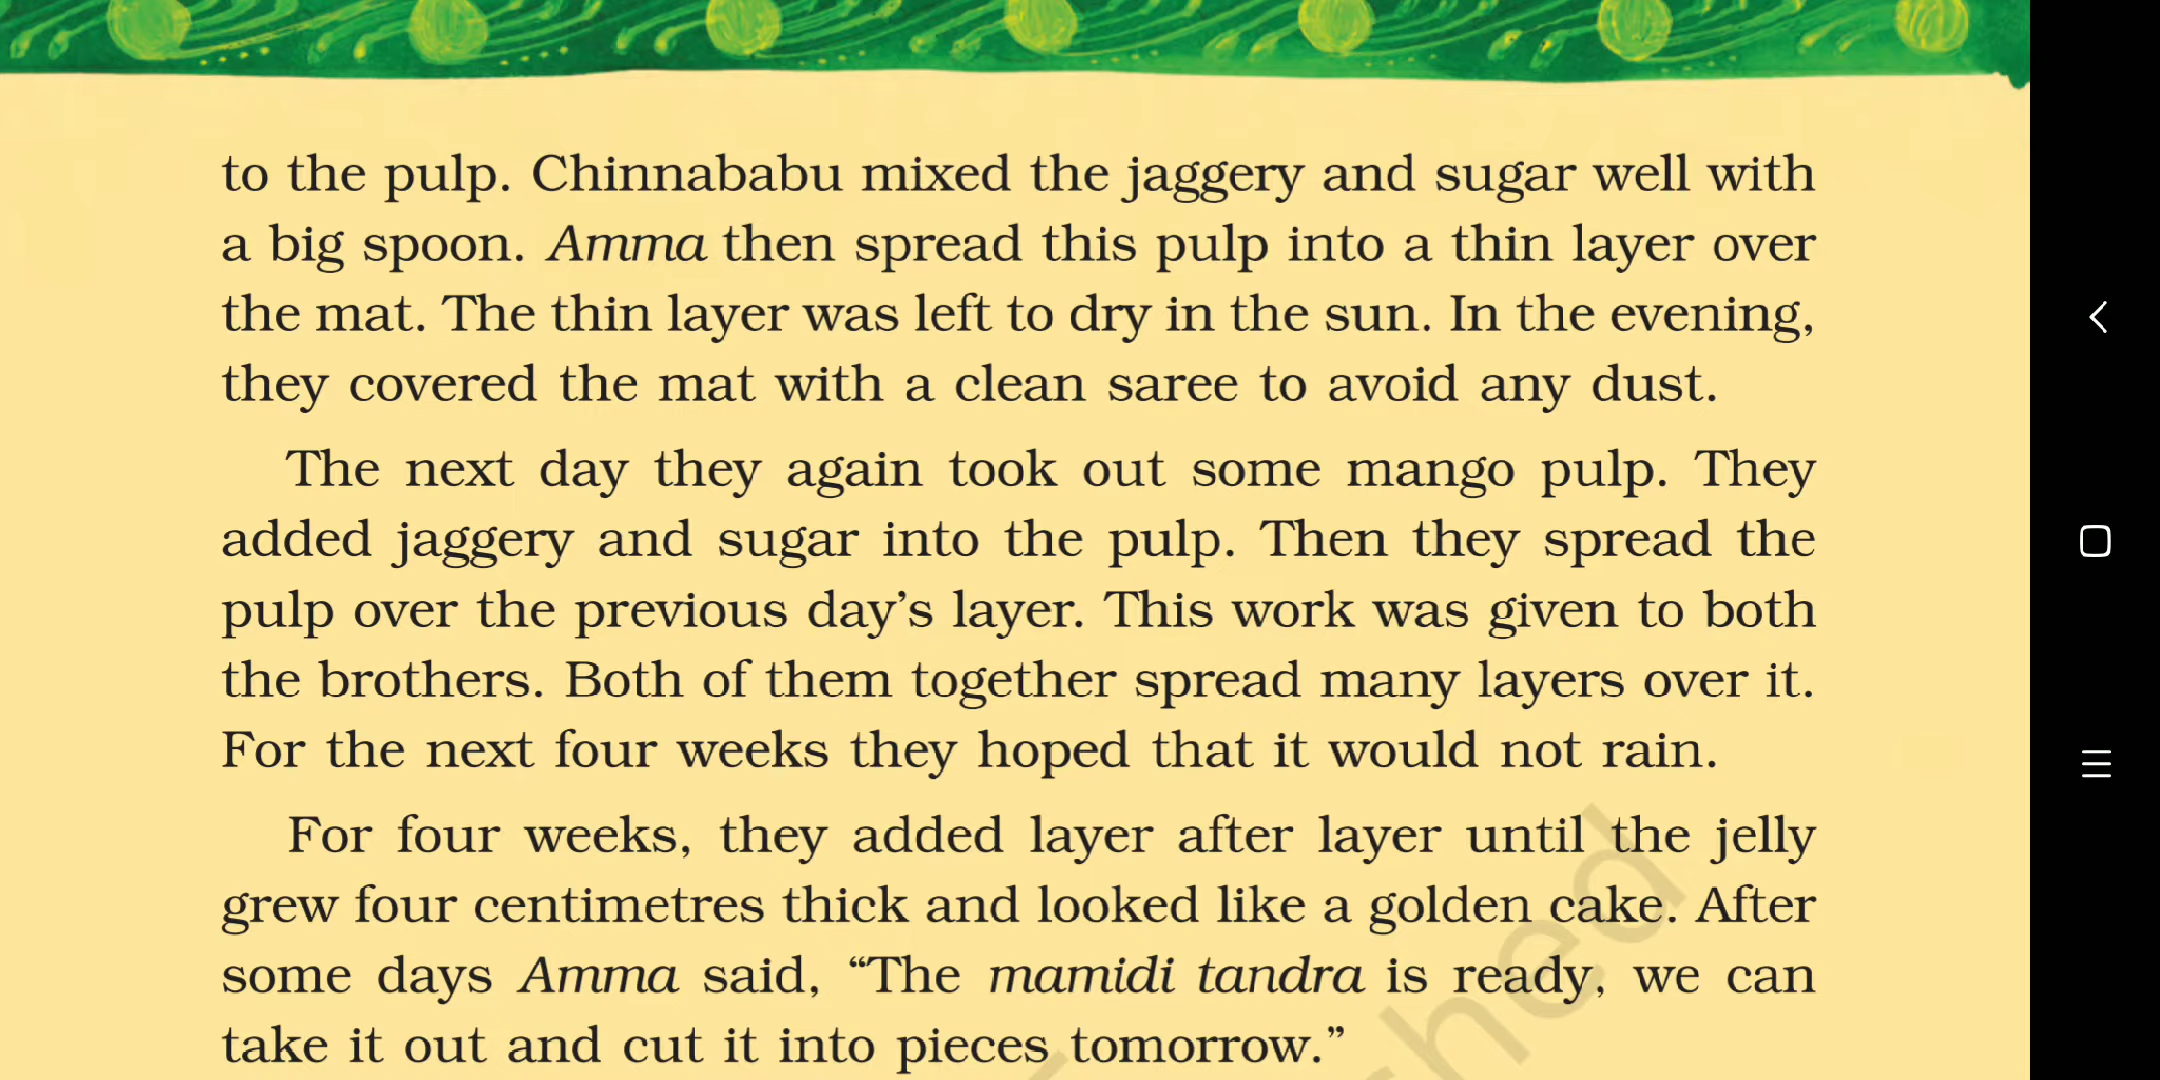 to the pulp. Chinnababu mixed the jaggery and sugar well with
a big spoon. Amma then spread this pulp into a thin layer over
the mat. The thin layer was left to dry in the sun. In the evening,
they covered the mat with a clean saree to avoid any dust.
The next day they again took out some mango pulp. They
added jaggery and sugar into the pulp. Then they spread the
pulp over the previous day’s layer. This work was given to both
the brothers. Both of them together spread many layers over it.
For the next four weeks they hoped that it would not rain.
For four weeks, they added layer after layer until the jelly
grew four centimetres thick and looked like a golden cake. After
some days Amma said, “The mamidi tandra is ready, we can
take it out and cut it into pieces tomorrow.”